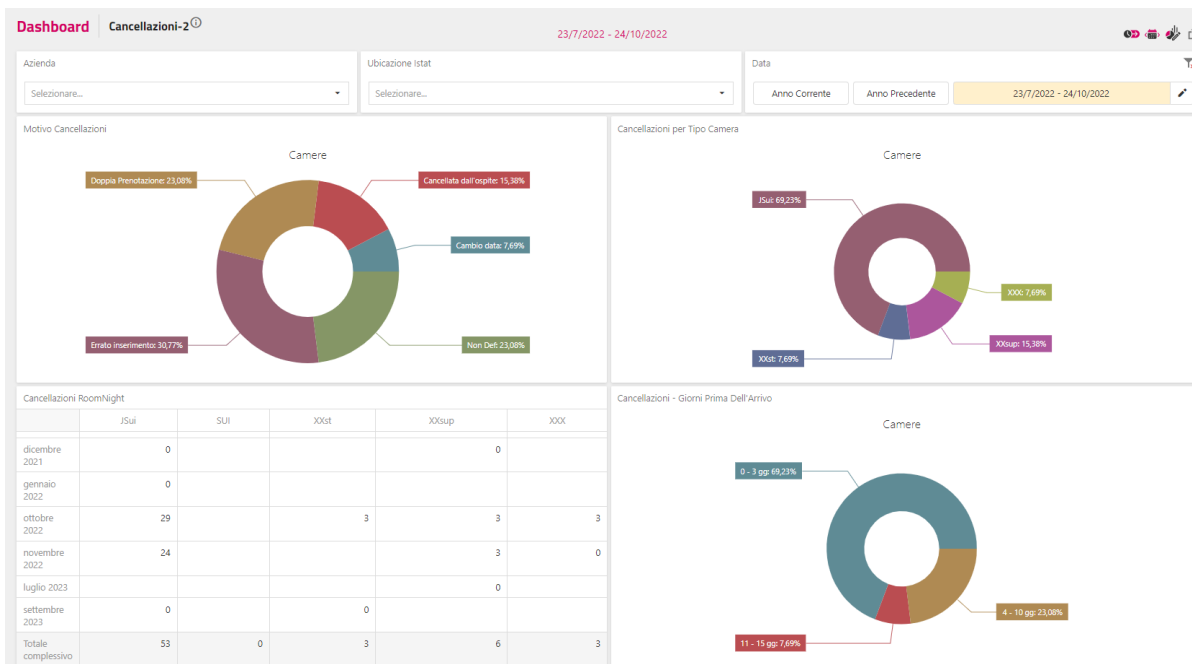 Dashboard
Cancellazioni-2
23/7/2022 - 24/10/2022
Azienda
Selezionare...
Ubicazione Istat
Selezionare...
Data
Anno Corrente
Anno Precedente
23/7/2022 - 24/10/2022
Motivo Cancellazioni
Camere
Doppia Prenotazione: 23,08%
Cancellata dall'ospite: 15,38%
Cambio data: 7,69%
Errato inserimento: 30,77%
Non Def: 23,08%
Cancellazioni per Tipo Camera
Camere
JSui: 69,23%
XXX: 7,69%
XXsup: 15,38%
XXst: 7,69%
Cancellazioni RoomNight
JSui SUI XXst XXsup XXX
dicembre 2021 0 0
gennaio 2022 0
ottobre 2022 29 3 3 3
novembre 2022 24 3 0
luglio 2023 0
settembre 2023 0 0
Totale complessivo 53 0 3 6 3
Cancellazioni - Giorni Prima Dell'Arrivo
Camere
0 - 3 gg: 69,23%
4 - 10 gg: 23,08%
11 - 15 gg: 7,69%